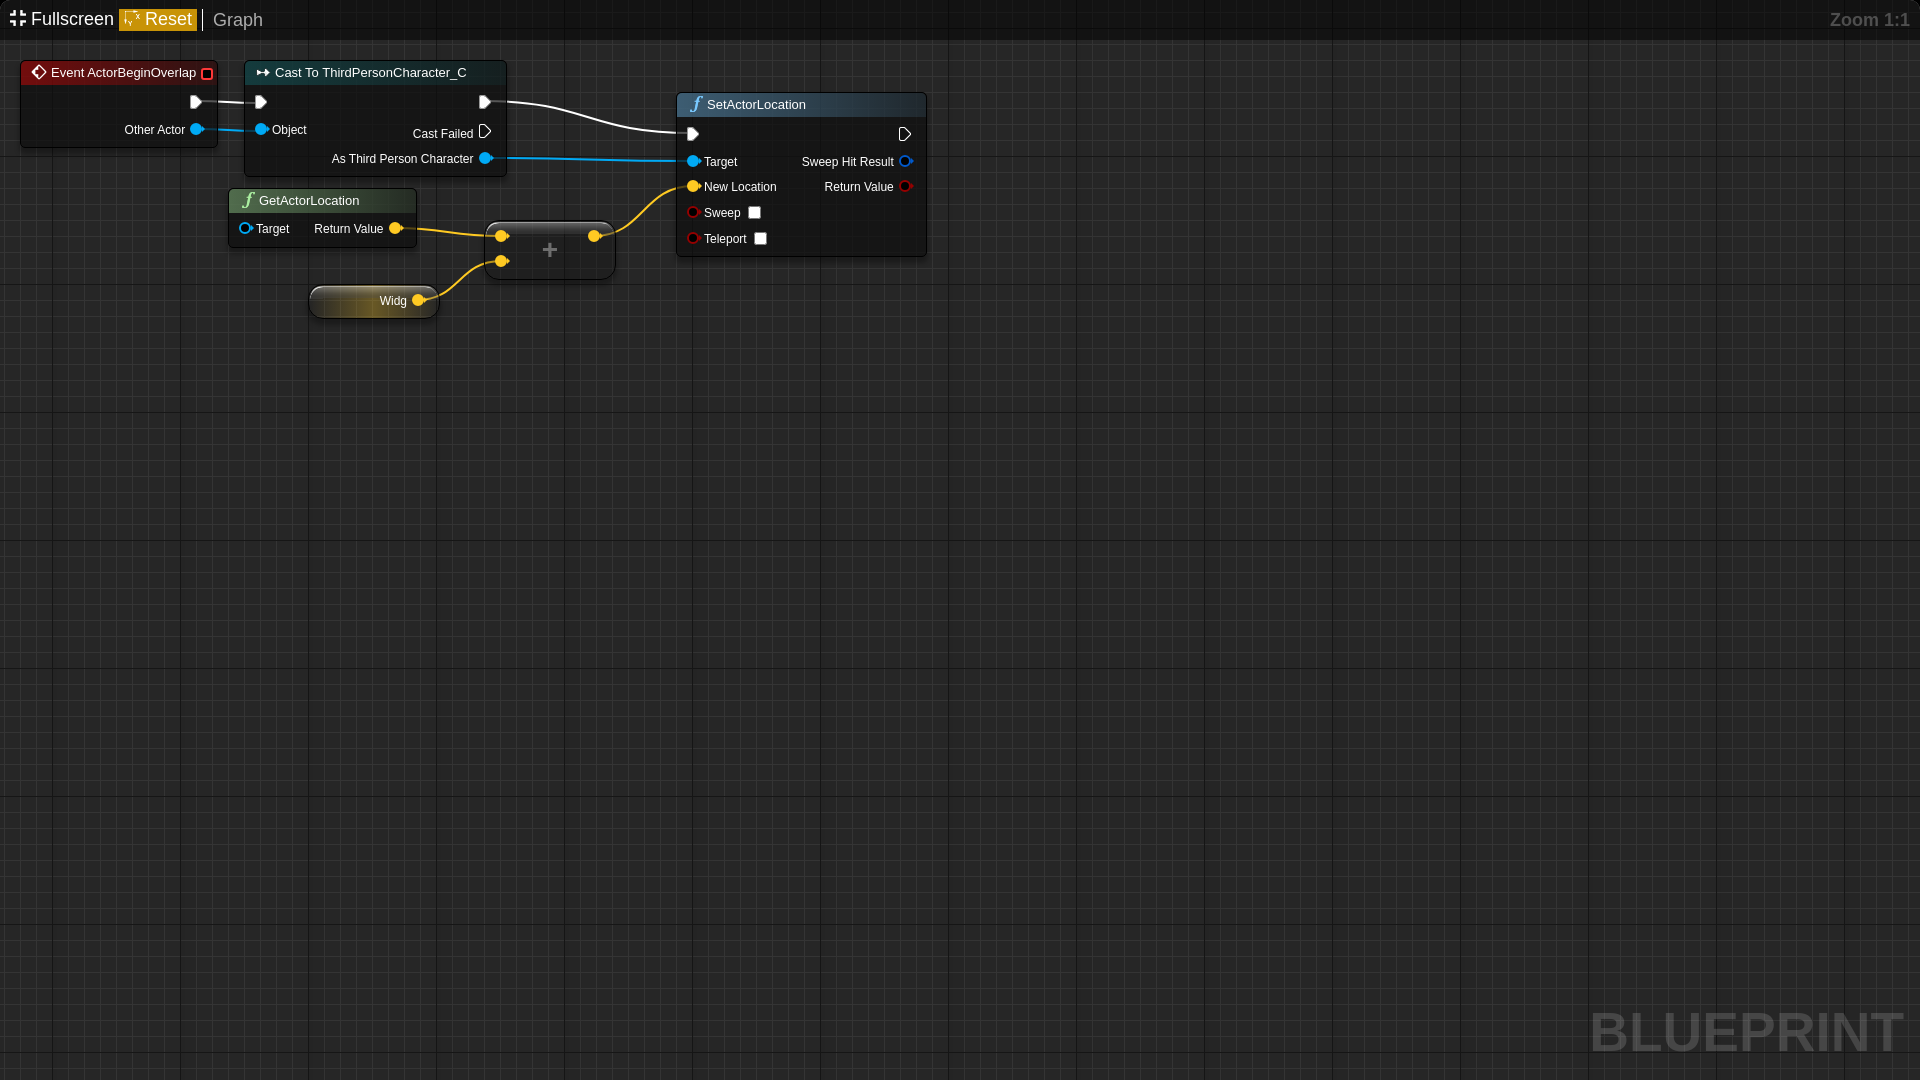 Fullscreen Reset Graph Zoom 1:1
Event ActorBeginOverlap
Other Actor
Cast To ThirdPersonCharacter_C
Object
Cast Failed
As Third Person Character
SetActorLocation
Target Sweep Hit Result
New Location Return Value
Sweep
Teleport
GetActorLocation
Target Return Value
+
Widg
BLUEPRINT